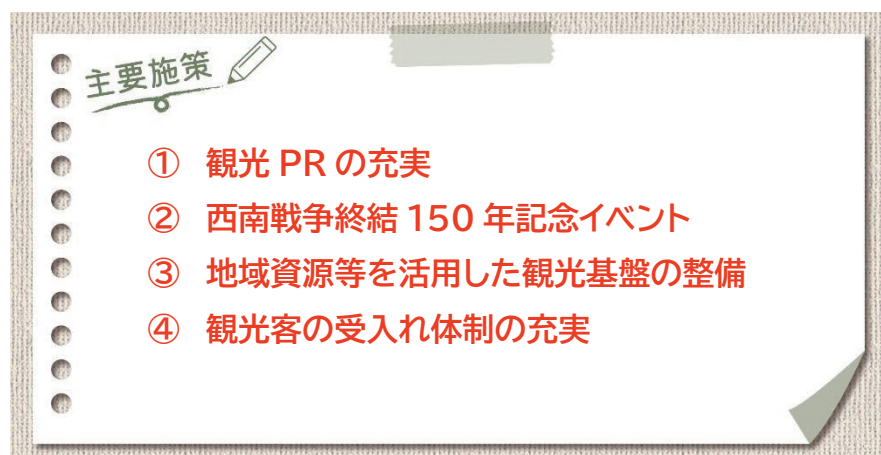 主要施策
① 観光 PR の充実
② 西南戦争終結 150 年記念イベント
③ 地域資源等を活用した観光基盤の整備
④ 観光客の受入れ体制の充実